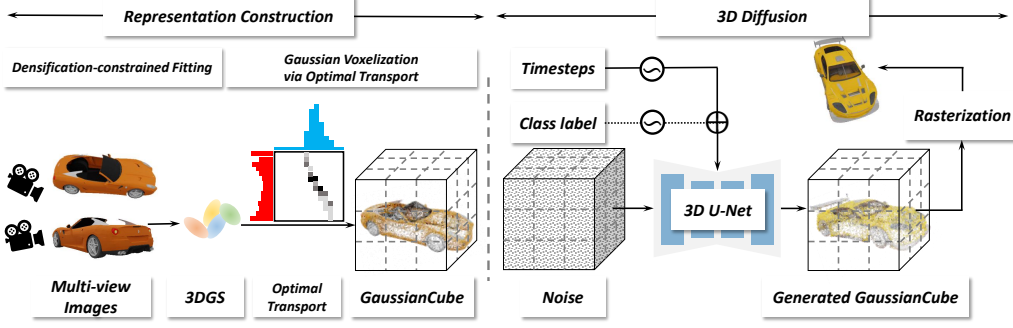 Representation Construction
3D Diffusion
Densification-constrained Fitting
Gaussian Voxelization
via Optimal Transport
Timesteps
Class label
Rasterization
3D U-Net
Multi-view
Images
3DGS
Optimal
Transport
GaussianCube
Noise
Generated GaussianCube